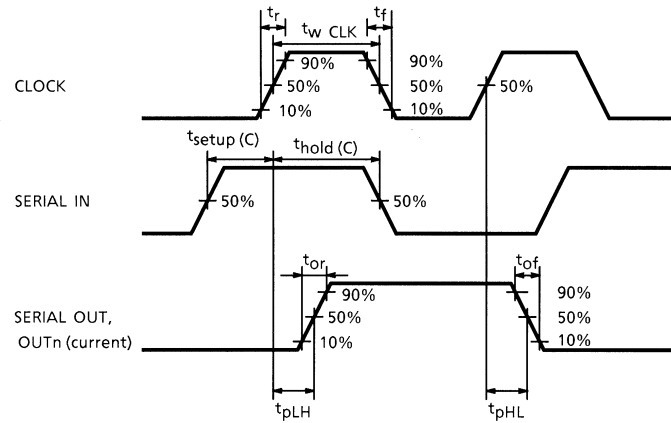 tr
tw CLK
tf
CLOCK
90%
50%
10%
90%
50%
10%
50%
tsetup (C)
thold (C)
SERIAL IN
50%
50%
tor
tof
SERIAL OUT,
OUTn (current)
90%
50%
10%
90%
50%
10%
tpLH
tpHL